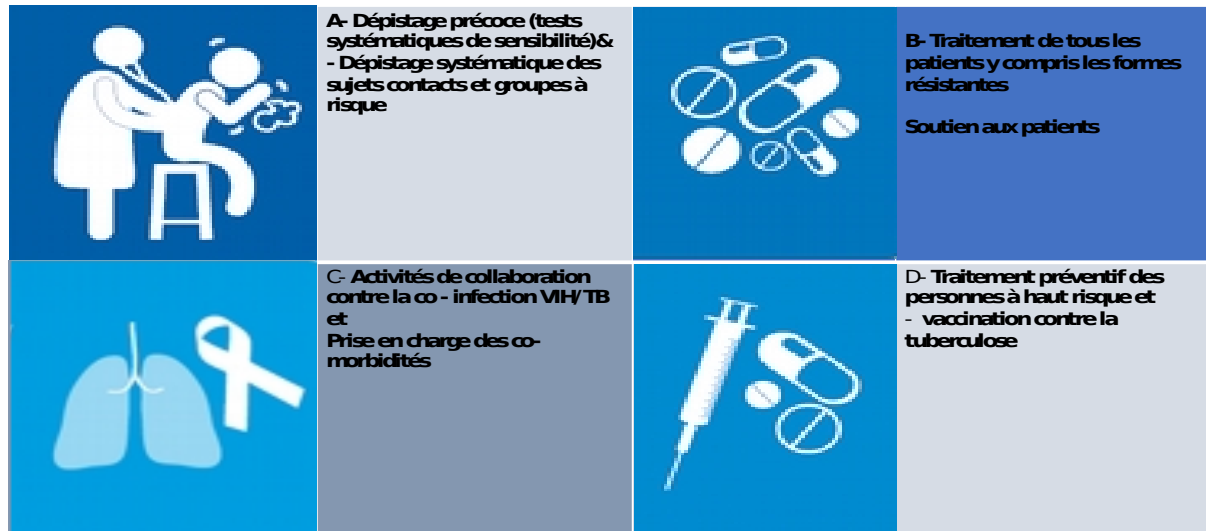 A- Dépistage précoce (tests
systématiques de sensibilité)&
- Dépistage systématique des
sujets contacts et groupes à
risque
B- Traitement de tous les
patients y compris les formes
résistantes
Soutien aux patients
C- Activités de collaboration
contre la co - infection VIH/TB
et
Prise en charge des co-
morbidités
D- Traitement préventif des
personnes à haut risque et
- vaccination contre la
tuberculose